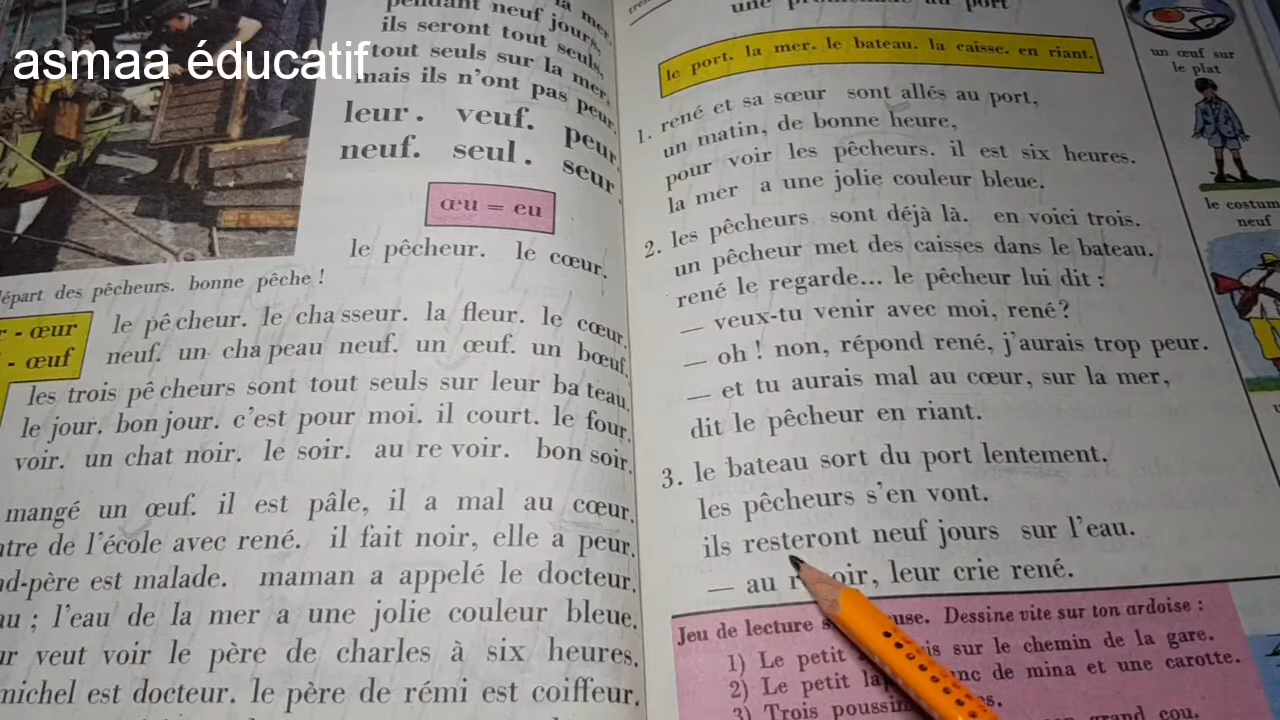 asmaa éducatif
la mer.
pendant neuf jours,
ils seront tout seuls,
tout seuls sur la mer,
mais ils n'ont pas peur.
leur. veuf. peur.
neuf. seul. seur.
œu = eu
le pêcheur. le cœur.
départ des pêcheurs. bonne pêche !
- œur
- œuf
le pê cheur. le cha sseur. la fleur. le cœur.
neuf. un cha peau neuf. un œuf. un bœuf.
les trois pê cheurs sont tout seuls sur leur ba teau.
le jour. bon jour. c'est pour moi. il court. le four.
voir. un chat noir. le soir. au re voir. bon soir.
mangé un œuf. il est pâle, il a mal au cœur.
de l'école avec rené. il fait noir, elle a peur.
est malade. maman a appelé le docteur.
; l'eau de la mer a une jolie couleur bleue.
veut voir le père de charles à six heures.
michel est docteur. le père de rémi est coiffeur.
une promenade au port
le port. la mer. le bateau. la caisse. en riant.
1. rené et sa sœur sont allés au port,
un matin, de bonne heure,
pour voir les pêcheurs. il est six heures.
la mer a une jolie couleur bleue.
2. les pêcheurs sont déjà là. en voici trois.
un pêcheur met des caisses dans le bateau.
rené le regarde... le pêcheur lui dit :
— veux-tu venir avec moi, rené?
— oh ! non, répond rené, j'aurais trop peur.
— et tu aurais mal au cœur, sur la mer,
dit le pêcheur en riant.
3. le bateau sort du port lentement.
les pêcheurs s'en vont.
ils resteront neuf jours sur l'eau.
— au revoir, leur crie rené.
Jeu de lecture Dessine vite sur ton ardoise :
1) Le petit sur le chemin de la gare.
2) Le petit de mina et une carotte.
3) Trois
grand cou.
un œuf sur
le plat
le costume
neuf